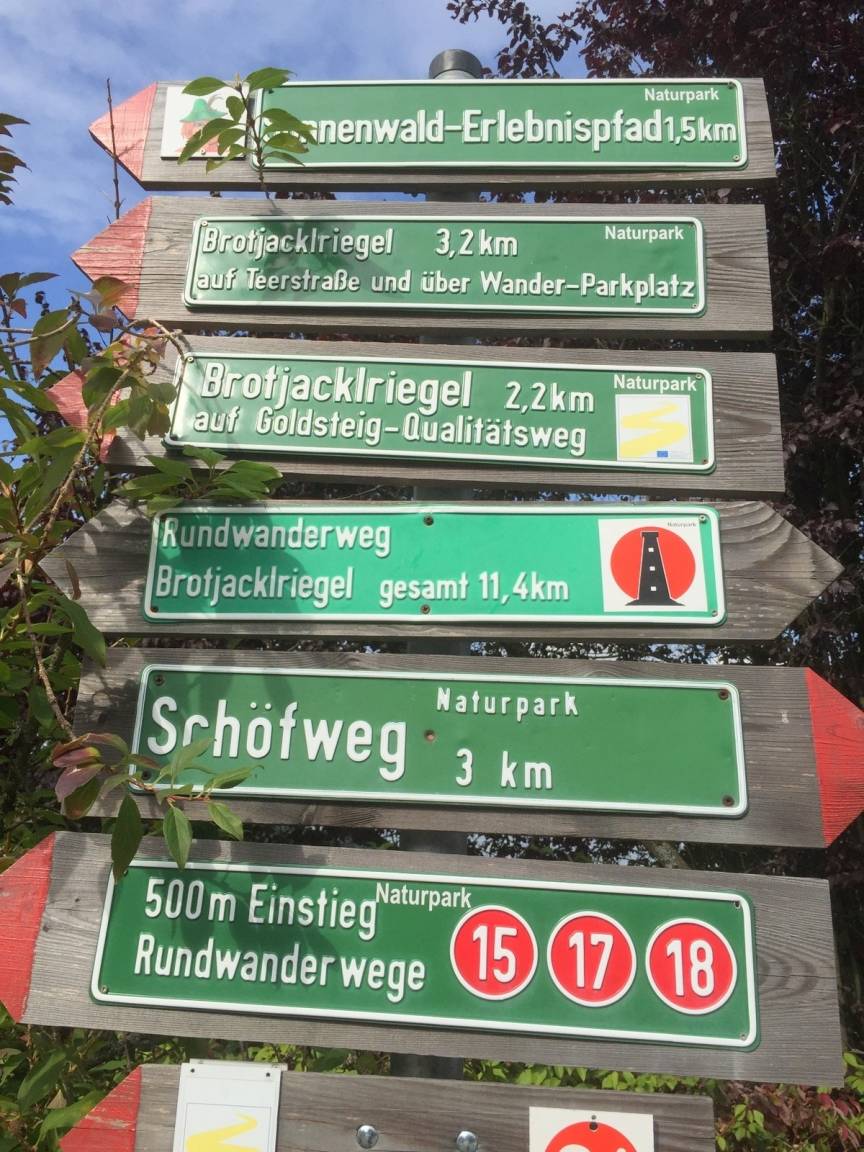 Naturpark
-Erlebnispfad 1,5 km
Brotjacklriegel 3,2 km Naturpark
auf Teerstraße und über Wander-Parkplatz
Brotjacklriegel 2,2 km Naturpark
auf Goldsteig-Qualitätsweg
Rundwanderweg Naturpark
Brotjacklriegel gesamt 11,4 km
Naturpark
Schöfweg 3 km
500 m Einstieg Naturpark
Rundwanderwege 15 17 18